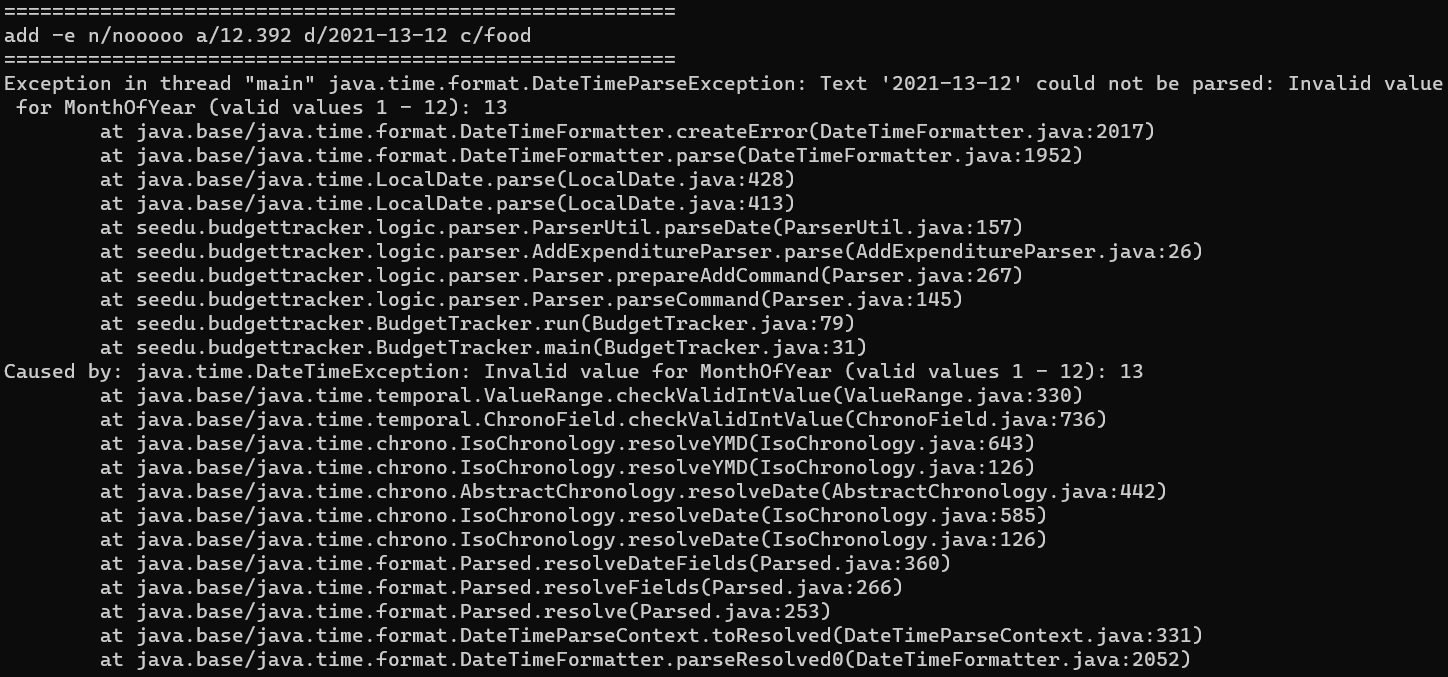 ========================================================
add -e n/nooooo a/12.392 d/2021-13-12 c/food
========================================================
Exception in thread "main" java.time.format.DateTimeParseException: Text '2021-13-12' could not be parsed: Invalid value
 for MonthOfYear (valid values 1 - 12): 13
        at java.base/java.time.format.DateTimeFormatter.createError(DateTimeFormatter.java:2017)
        at java.base/java.time.format.DateTimeFormatter.parse(DateTimeFormatter.java:1952)
        at java.base/java.time.LocalDate.parse(LocalDate.java:428)
        at java.base/java.time.LocalDate.parse(LocalDate.java:413)
        at seedu.budgettracker.logic.parser.ParserUtil.parseDate(ParserUtil.java:157)
        at seedu.budgettracker.logic.parser.AddExpenditureParser.parse(AddExpenditureParser.java:26)
        at seedu.budgettracker.logic.parser.Parser.prepareAddCommand(Parser.java:267)
        at seedu.budgettracker.logic.parser.Parser.parseCommand(Parser.java:145)
        at seedu.budgettracker.BudgetTracker.run(BudgetTracker.java:79)
        at seedu.budgettracker.BudgetTracker.main(BudgetTracker.java:31)
Caused by: java.time.DateTimeException: Invalid value for MonthOfYear (valid values 1 - 12): 13
        at java.base/java.time.temporal.ValueRange.checkValidIntValue(ValueRange.java:330)
        at java.base/java.time.temporal.ChronoField.checkValidIntValue(ChronoField.java:736)
        at java.base/java.time.chrono.IsoChronology.resolveYMD(IsoChronology.java:643)
        at java.base/java.time.chrono.IsoChronology.resolveYMD(IsoChronology.java:126)
        at java.base/java.time.chrono.AbstractChronology.resolveDate(AbstractChronology.java:442)
        at java.base/java.time.chrono.IsoChronology.resolveDate(IsoChronology.java:585)
        at java.base/java.time.chrono.IsoChronology.resolveDate(IsoChronology.java:126)
        at java.base/java.time.format.Parsed.resolveDateFields(Parsed.java:360)
        at java.base/java.time.format.Parsed.resolveFields(Parsed.java:266)
        at java.base/java.time.format.Parsed.resolve(Parsed.java:253)
        at java.base/java.time.format.DateTimeParseContext.toResolved(DateTimeParseContext.java:331)
        at java.base/java.time.format.DateTimeFormatter.parseResolved0(DateTimeFormatter.java:2052)